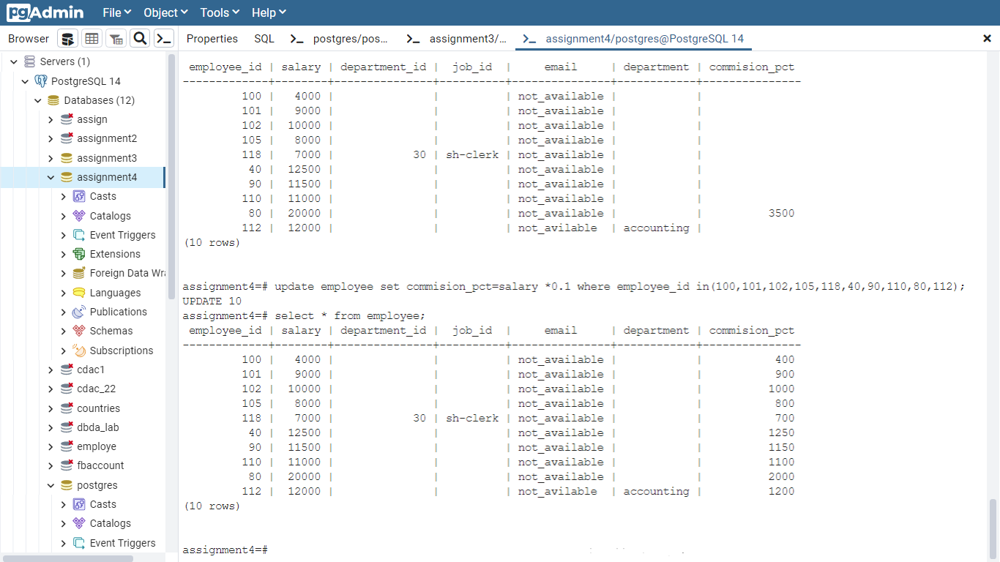 pgAdmin File Object Tools Help
Browser Properties SQL postgres/pos... assignment3/... assignment4/postgres@PostgreSQL 14
Servers (1)
PostgreSQL 14
Databases (12)
assign
assignment2
assignment3
assignment4
Casts
Catalogs
Event Triggers
Extensions
Foreign Data Wra
Languages
Publications
Schemas
Subscriptions
cdac1
cdac_22
countries
dbda_lab
employe
fbaccount
postgres
Casts
Catalogs
Event Triggers
employee_id | salary | department_id | job_id | email | department | commision_pct
-------------+--------+---------------+----------+---------------+------------+---------------
100 | 4000 | | | not_available | |
101 | 9000 | | | not_available | |
102 | 10000 | | | not_available | |
105 | 8000 | | | not_available | |
118 | 7000 | 30 | sh-clerk | not_available | |
40 | 12500 | | | not_available | |
90 | 11500 | | | not_available | |
110 | 11000 | | | not_available | |
80 | 20000 | | | not_available | | 3500
112 | 12000 | | | not_avilable | accounting |
(10 rows)
assignment4=# update employee set commision_pct=salary *0.1 where employee_id in(100,101,102,105,118,40,90,110,80,112);
UPDATE 10
assignment4=# select * from employee;
employee_id | salary | department_id | job_id | email | department | commision_pct
-------------+--------+---------------+----------+---------------+------------+---------------
100 | 4000 | | | not_available | | 400
101 | 9000 | | | not_available | | 900
102 | 10000 | | | not_available | | 1000
105 | 8000 | | | not_available | | 800
118 | 7000 | 30 | sh-clerk | not_available | | 700
40 | 12500 | | | not_available | | 1250
90 | 11500 | | | not_available | | 1150
110 | 11000 | | | not_available | | 1100
80 | 20000 | | | not_available | | 2000
112 | 12000 | | | not_avilable | accounting | 1200
(10 rows)
assignment4=#